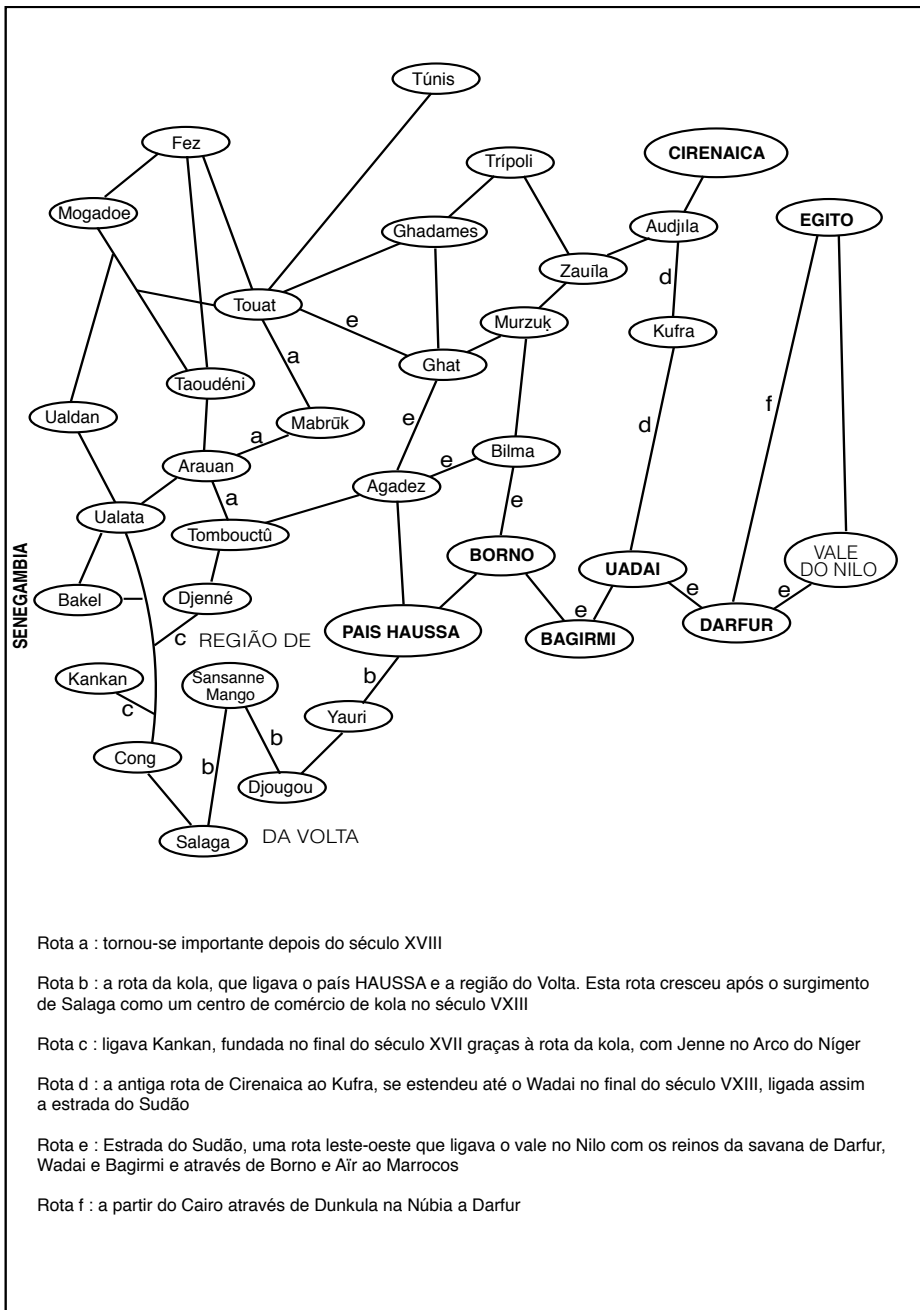 Túnis
Fez
Trípoli
CIRENAICA
Mogadoe
Ghadames
Audjıla
EGITO
Zauíla
d
Touat
Murzuḳ
Kufra
e
a
Ghat
Taoudéni
f
Ualdan
Mabrūk
e
d
a
Arauan
e
Bilma
Agadez
a
e
Ualata
Tombouctû
SENEGAMBIA
BORNO
UADAI
VALE
DO NILO
Bakel
Djenné
e
e
e
PAIS HAUSSA
BAGIRMI
DARFUR
c
REGIÃO DE
Kankan
Sansanne
Mango
b
c
Yauri
b
b
Cong
Djougou
Salaga
DA VOLTA
Rota a : tornou-se importante depois do século XVIII
Rota b : a rota da kola, que ligava o país HAUSSA e a região do Volta. Esta rota cresceu após o surgimento
de Salaga como um centro de comércio de kola no século VXIII
Rota c : ligava Kankan, fundada no final do século XVII graças à rota da kola, com Jenne no Arco do Níger
Rota d : a antiga rota de Cirenaica ao Kufra, se estendeu até o Wadai no final do século VXIII, ligada assim
a estrada do Sudão
Rota e : Estrada do Sudão, uma rota leste-oeste que ligava o vale no Nilo com os reinos da savana de Darfur,
Wadai e Bagirmi e através de Borno e Aïr ao Marrocos
Rota f : a partir do Cairo através de Dunkula na Núbia a Darfur